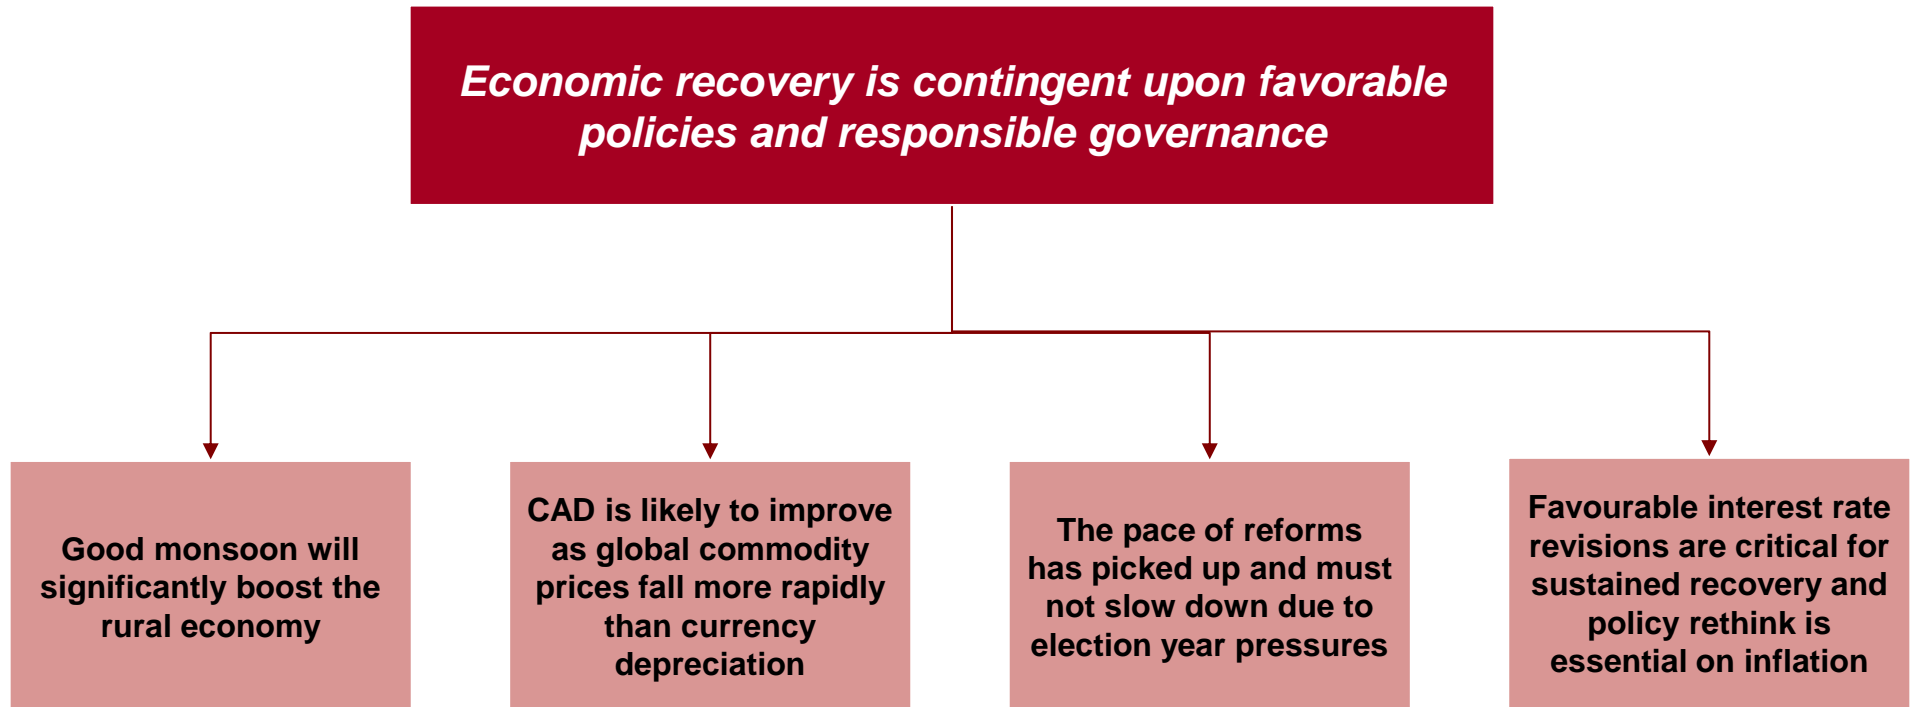 Economic recovery is contingent upon favorable
policies and responsible governance
Good monsoon will
significantly boost the
rural economy
CAD is likely to improve
as global commodity
prices fall more rapidly
than currency
depreciation
The pace of reforms
has picked up and must
not slow down due to
election year pressures
Favourable interest rate
revisions are critical for
sustained recovery and
policy rethink is
essential on inflation